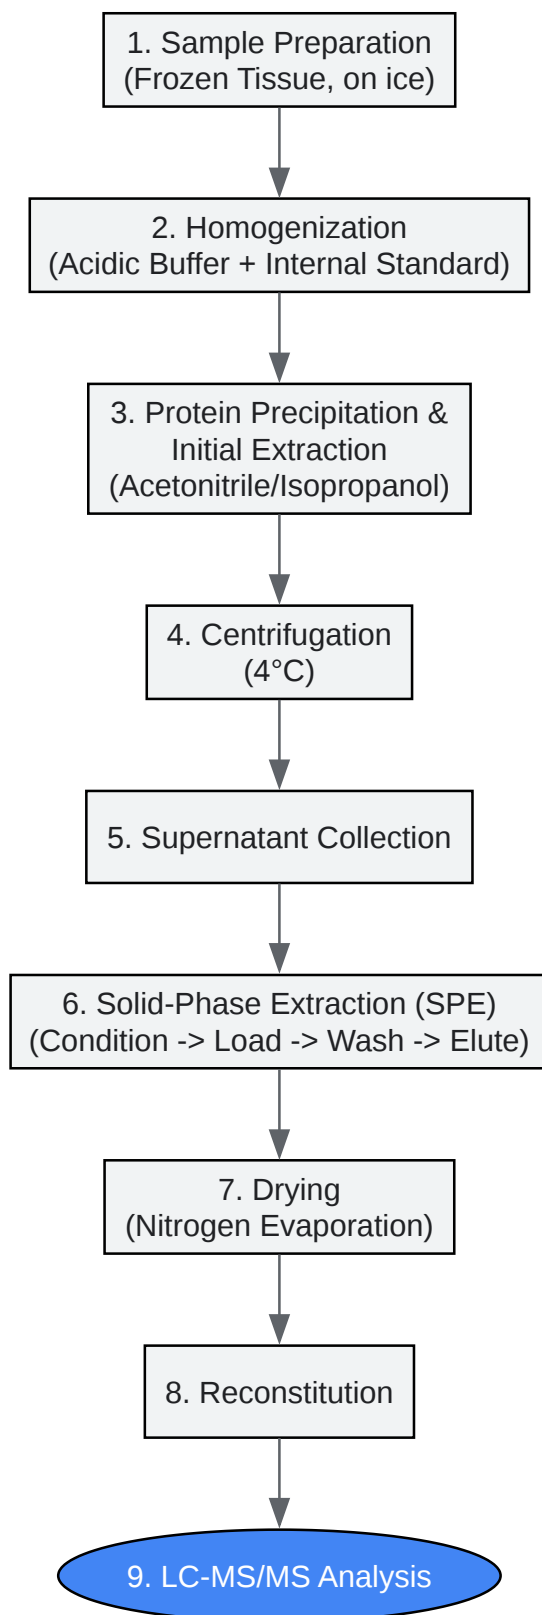 1. Sample Preparation
(Frozen Tissue, on ice)
2. Homogenization
(Acidic Buffer + Internal Standard)
3. Protein Precipitation &
Initial Extraction
(Acetonitrile/Isopropanol)
4. Centrifugation
(4°C)
5. Supernatant Collection
6. Solid-Phase Extraction (SPE)
(Condition -> Load -> Wash -> Elute)
7. Drying
(Nitrogen Evaporation)
8. Reconstitution
9. LC-MS/MS Analysis